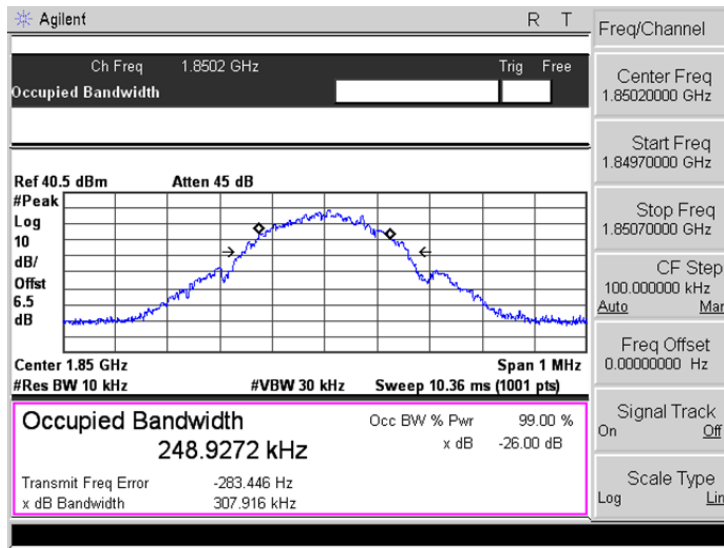 Agilent R T
Ch Freq 1.8502 GHz Trig Free
Occupied Bandwidth
Ref 40.5 dBm Atten 45 dB
#Peak
Log
10
dB/
Offst
6.5
dB
Center 1.85 GHz Span 1 MHz
#Res BW 10 kHz #VBW 30 kHz Sweep 10.36 ms (1001 pts)
Occupied Bandwidth Occ BW % Pwr 99.00 %
248.9272 kHz x dB -26.00 dB
Transmit Freq Error -283.446 Hz
x dB Bandwidth 307.916 kHz
Freq/Channel
Center Freq
1.85020000 GHz
Start Freq
1.84970000 GHz
Stop Freq
1.85070000 GHz
CF Step
100.000000 kHz
Auto Man
Freq Offset
0.00000000 Hz
Signal Track
On Off
Scale Type
Log Lin